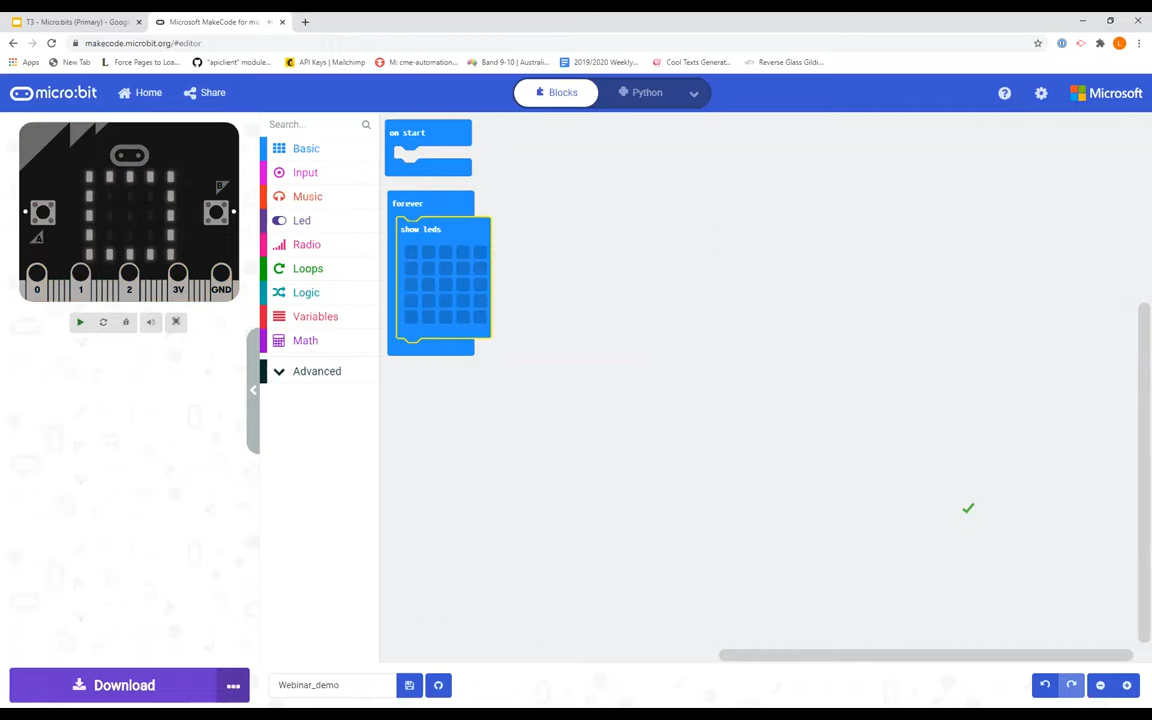 T3 - Micro:bits (Primary) - Goog
Microsoft MakeCode for mic
makecode.microbit.org/#editor
Apps
New Tab
Force Pages to Loa...
"apiclient" module...
API Keys | Mailchimp
M: cme-automation...
Band 9-10 | Australi...
2019/2020 Weekly...
Cool Texts Generat...
Reverse Glass Gildi...
L
micro:bit
Home
Share
Blocks
Python
Microsoft
A
B
0 1 2 3V GND
Search...
Basic
Input
Music
Led
Radio
Loops
Logic
Variables
Math
Advanced
on start
forever
show leds
Download
Webinar_demo